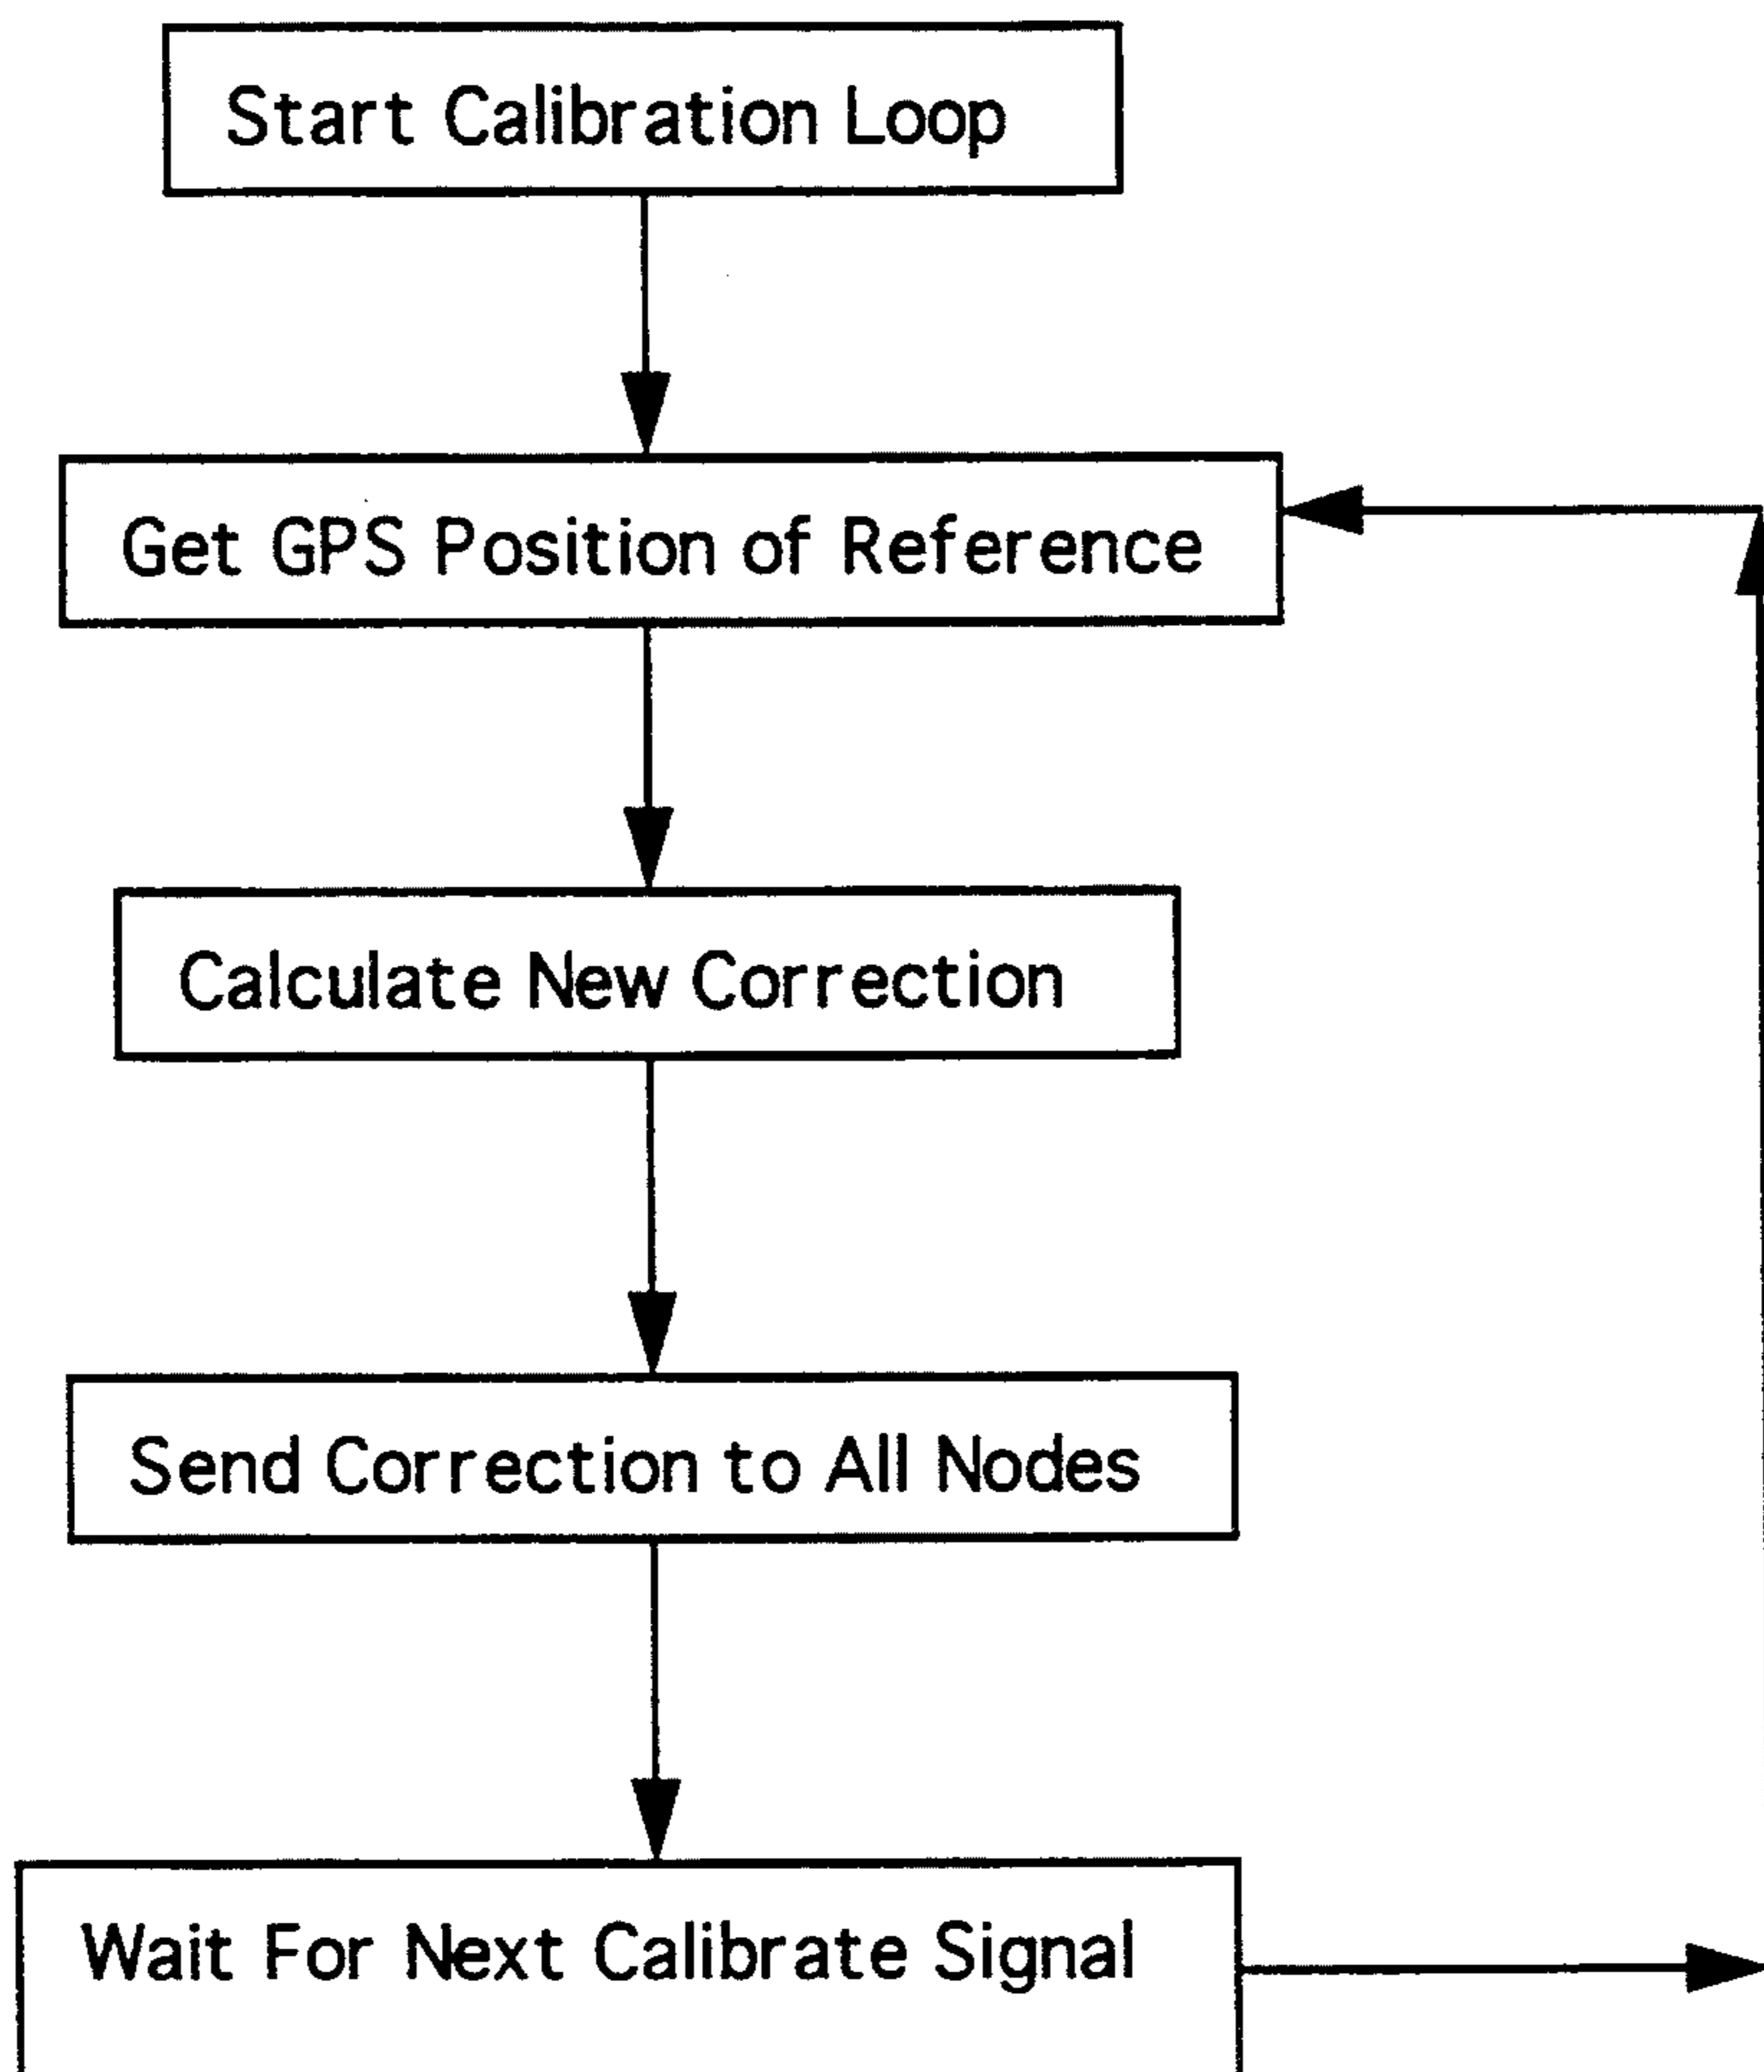 Start Calibration Loop
Get GPS Position of Reference
Calculate New Correction
Send Correction to All Nodes
Wait For Next Calibrate Signal